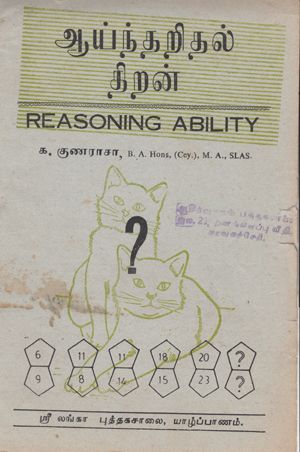 ஆய்ந்தறிதல்
திறன்
REASONING ABILITY
க. குணராசா, B. A. Hons, (Cey.), M. A., SLAS.
?
6 11 11 18 20 ?
9 8 14 15 23 ?
ஸ்ரீ லங்கா புத்தகசாலை, யாழ்ப்பாணம்.